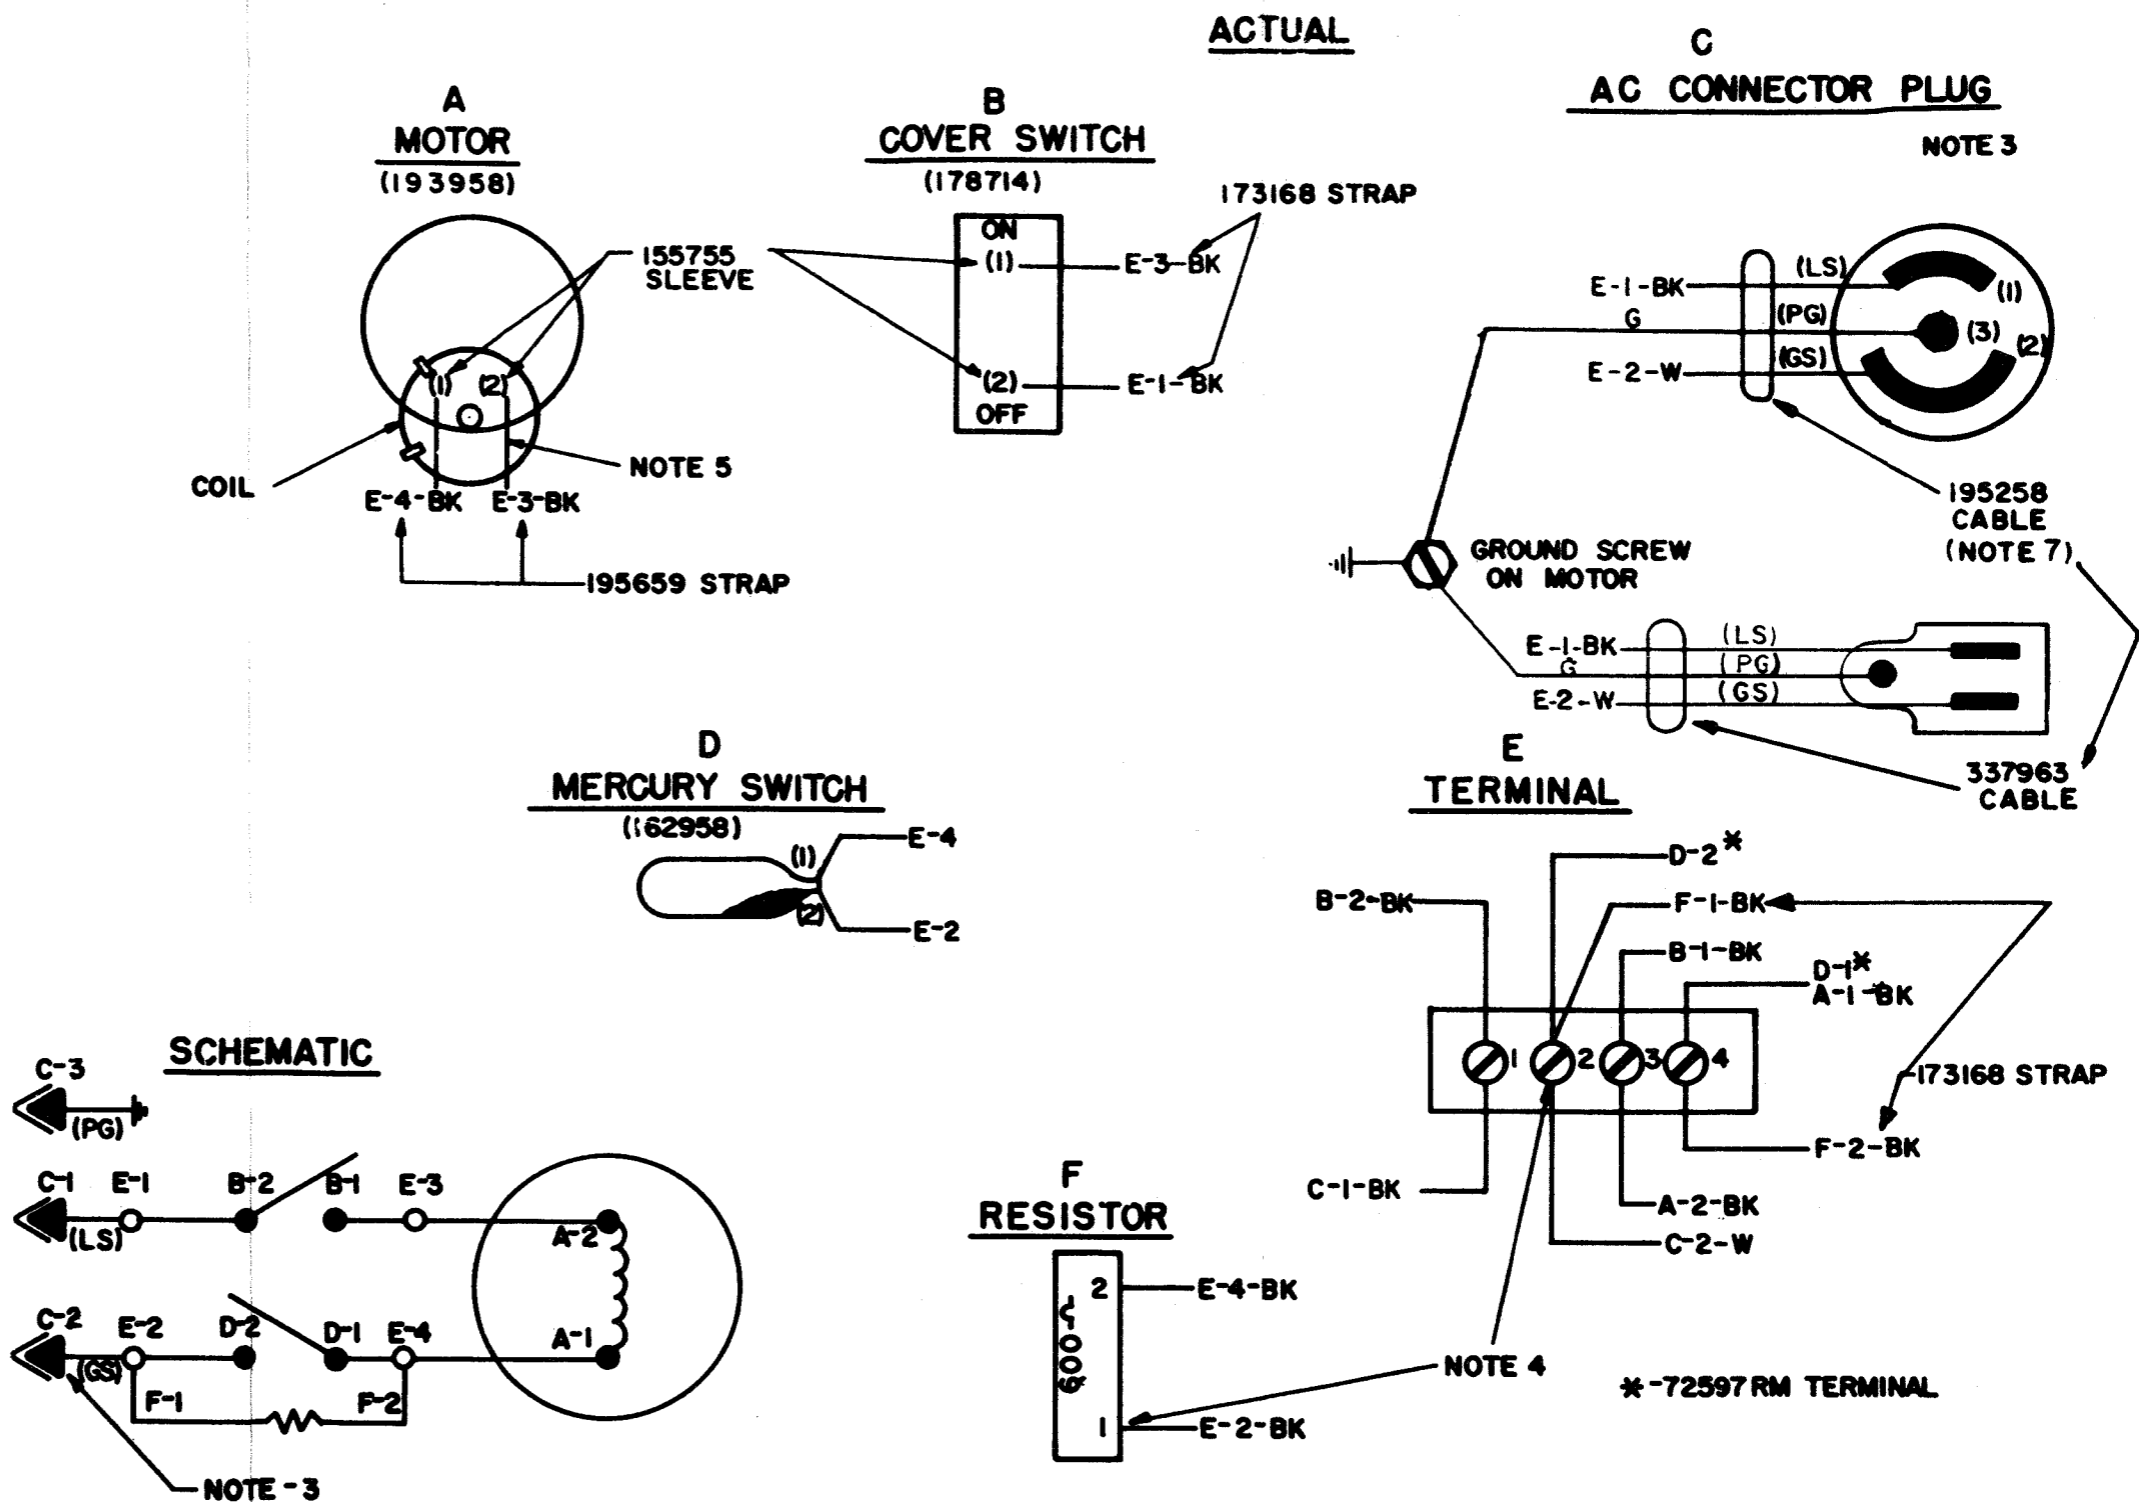 ACTUAL
A
MOTOR
(193958)
155755
SLEEVE
(1)
(2)
COIL
NOTE 5
E-4-BK
E-3-BK
195659 STRAP
B
COVER SWITCH
(178714)
ON
(1)
E-3-BK
(2)
E-1-BK
OFF
173168 STRAP
C
AC CONNECTOR PLUG
NOTE 3
E-1-BK
(LS)
(1)
G
(PG)
(3)
E-2-W
(GS)
(2)
195258
CABLE
(NOTE 7)
GROUND SCREW
ON MOTOR
E-1-BK
(LS)
G
(PG)
E-2-W
(GS)
337963
CABLE
D
MERCURY SWITCH
(162958)
(1)
E-4
(2)
E-2
E
TERMINAL
D-2*
B-2-BK
F-1-BK
B-1-BK
D-1*
A-1-BK
1
2
3
4
173168 STRAP
F-2-BK
C-1-BK
A-2-BK
C-2-W
NOTE 4
*-72597RM TERMINAL
SCHEMATIC
C-3
(PG)
C-1
E-1
B-2
B-1
E-3
(LS)
A-2
C-2
E-2
D-2
D-1
E-4
A-1
(GS)
F-1
F-2
NOTE-3
F
RESISTOR
2
E-4-BK
1
E-2-BK